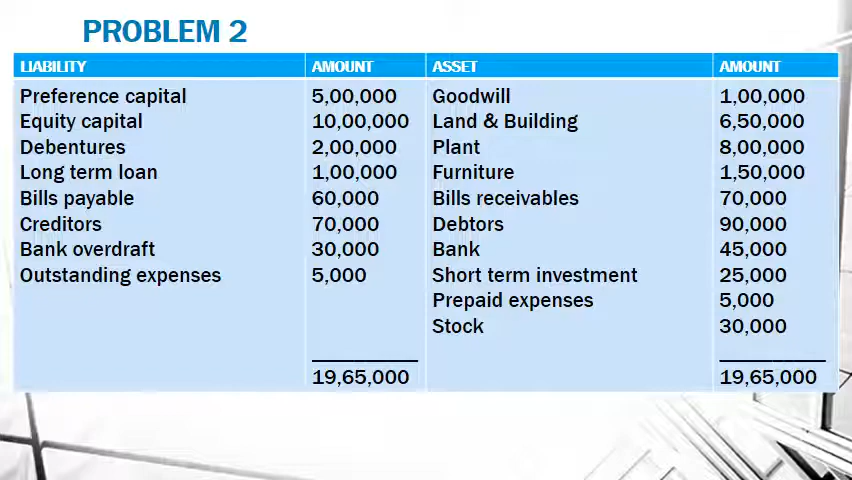 PROBLEM 2
LIABILITY AMOUNT ASSET AMOUNT
Preference capital 5,00,000 Goodwill 1,00,000
Equity capital 10,00,000 Land & Building 6,50,000
Debentures 2,00,000 Plant 8,00,000
Long term loan 1,00,000 Furniture 1,50,000
Bills payable 60,000 Bills receivables 70,000
Creditors 70,000 Debtors 90,000
Bank overdraft 30,000 Bank 45,000
Outstanding expenses 5,000 Short term investment 25,000
Prepaid expenses 5,000
Stock 30,000
19,65,000 19,65,000